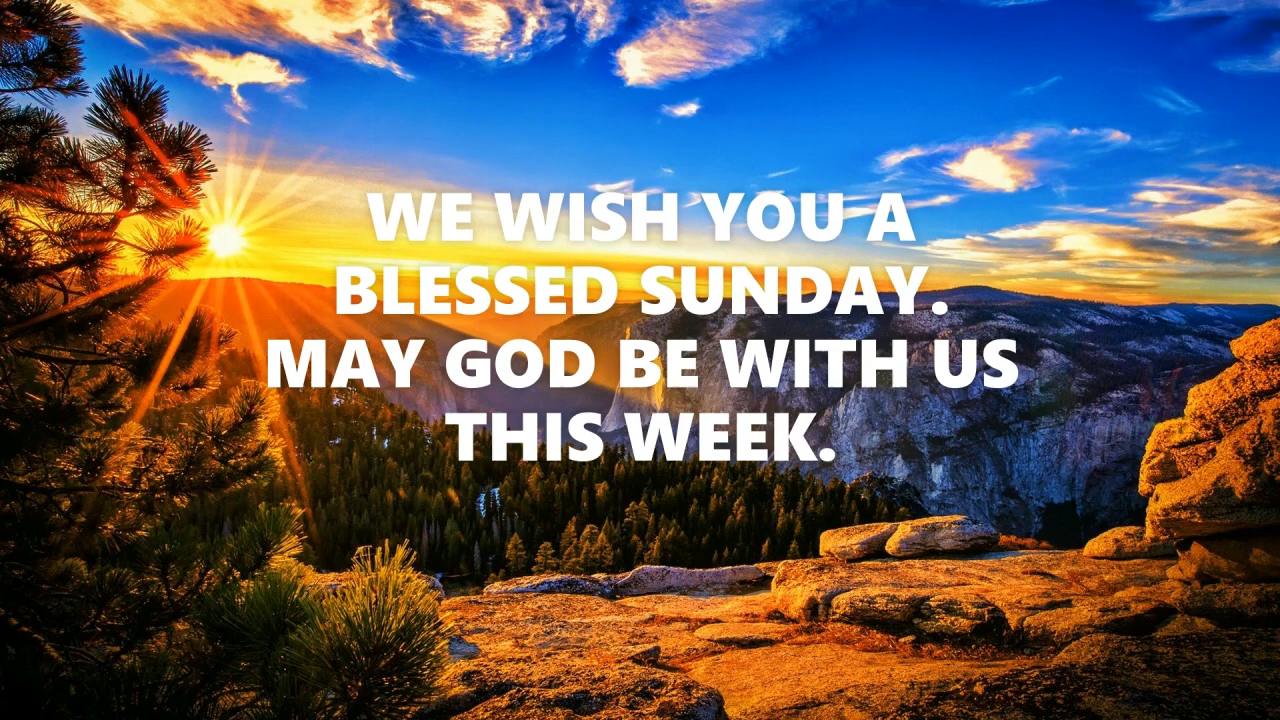 WE WISH YOU A
BLESSED SUNDAY.
MAY GOD BE WITH US
THIS WEEK.